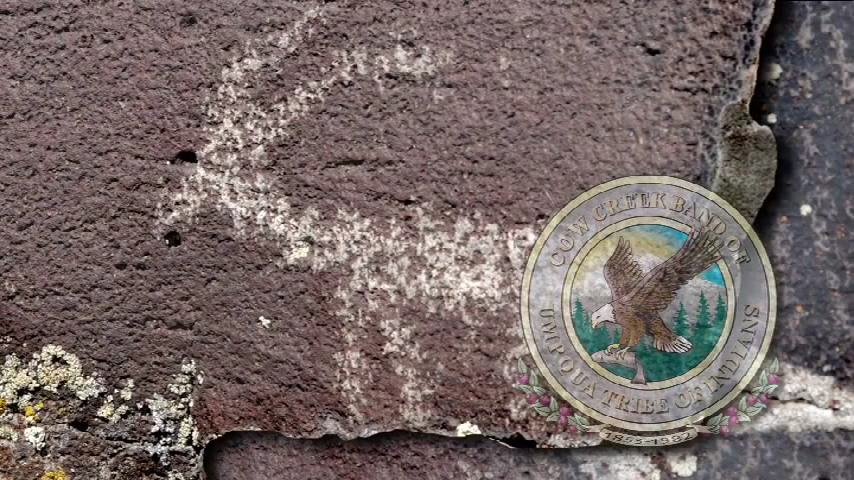 COW CREEK BAND OF
UMPQUA TRIBE OF INDIANS
1853-1982